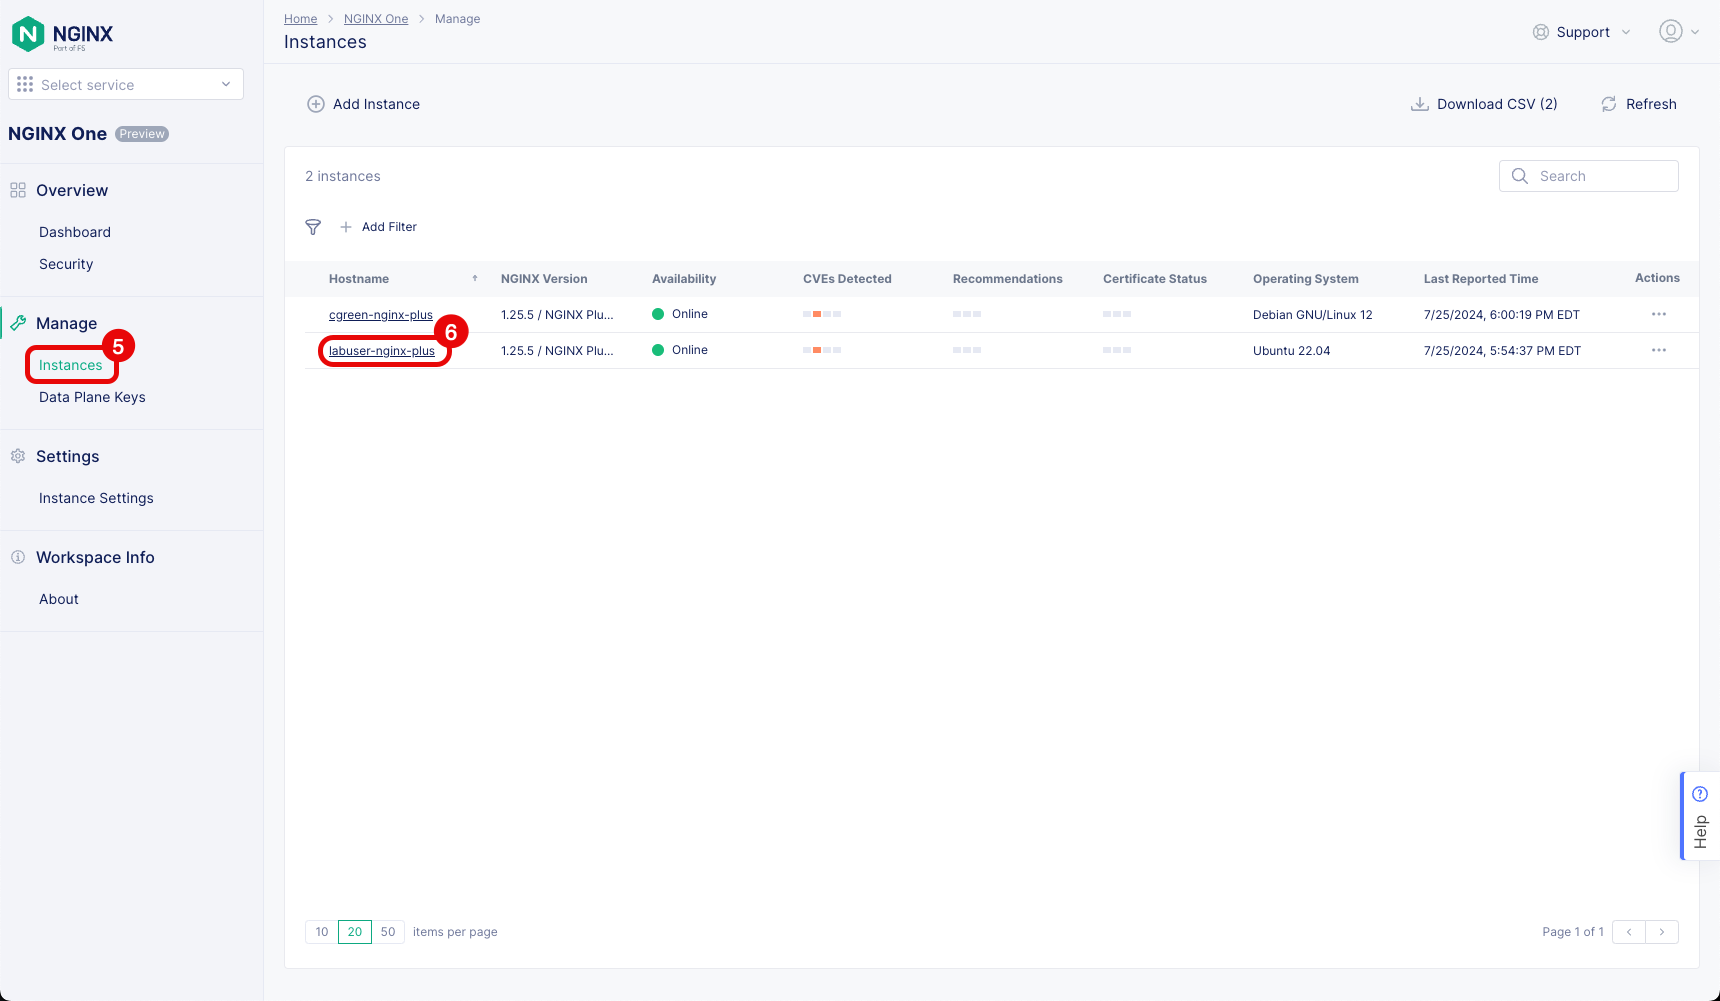 NGINX
Part of F5
Select service
NGINX One Preview
Overview
Dashboard
Security
Manage
5
Instances
Data Plane Keys
Settings
Instance Settings
Workspace Info
About
Home > NGINX One > Manage
Instances
Support
Add Instance
Download CSV (2)
Refresh
2 instances
Search
Add Filter
Hostname NGINX Version Availability CVEs Detected Recommendations Certificate Status Operating System Last Reported Time Actions
cgreen-nginx-plus 1.25.5 / NGINX Plu... Online Debian GNU/Linux 12 7/25/2024, 6:00:19 PM EDT
6
labuser-nginx-plus 1.25.5 / NGINX Plu... Online Ubuntu 22.04 7/25/2024, 5:54:37 PM EDT
Help
10 20 50 items per page
Page 1 of 1